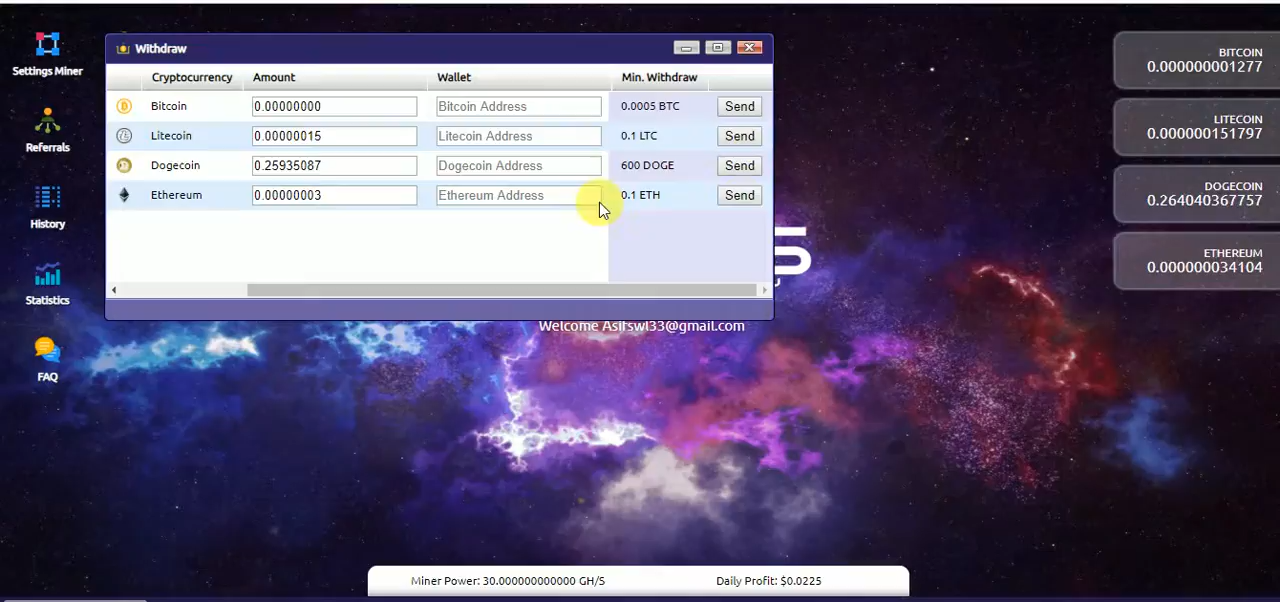 Settings Miner
Referrals
History
Statistics
FAQ
Withdraw
Cryptocurrency Amount Wallet Min. Withdraw
Bitcoin 0.00000000 Bitcoin Address 0.0005 BTC Send
Litecoin 0.00000015 Litecoin Address 0.1 LTC Send
Dogecoin 0.25935087 Dogecoin Address 600 DOGE Send
Ethereum 0.00000003 Ethereum Address 0.1 ETH Send
5
Welcome Asifswl33@gmail.com
BITCOIN
0.000000001277
LITECOIN
0.000000151797
DOGECOIN
0.264040367757
ETHEREUM
0.000000034104
Miner Power: 30.000000000000 GH/S Daily Profit: $0.0225